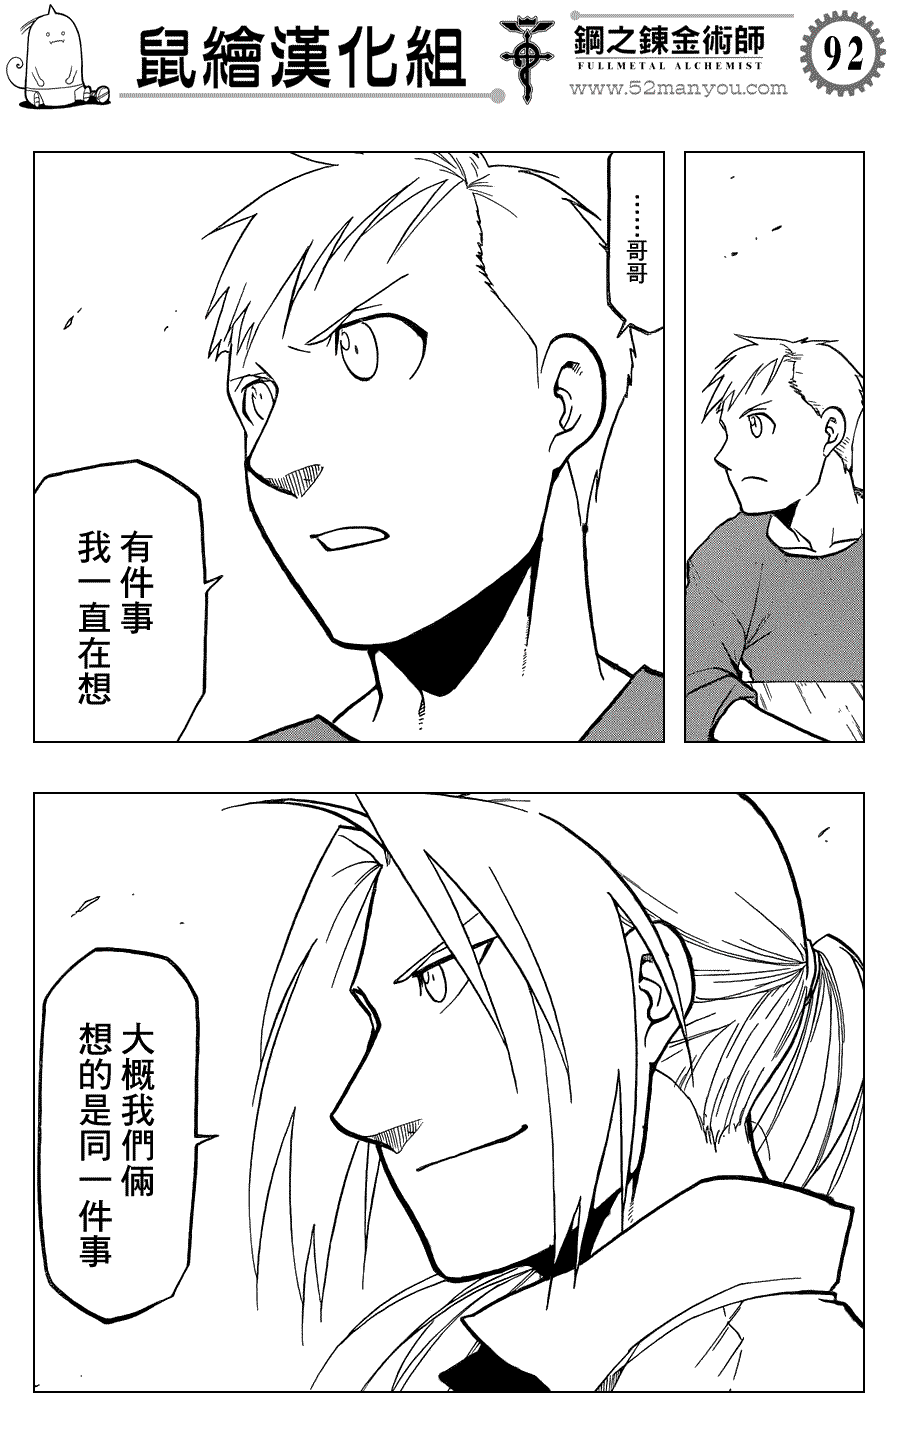 鼠繪漢化組
鋼之鍊金術師
FULLMETAL ALCHEMIST
www.52manyou.com
92
……哥哥
有件事
我一直在想
大概我們倆
想的是同一件事